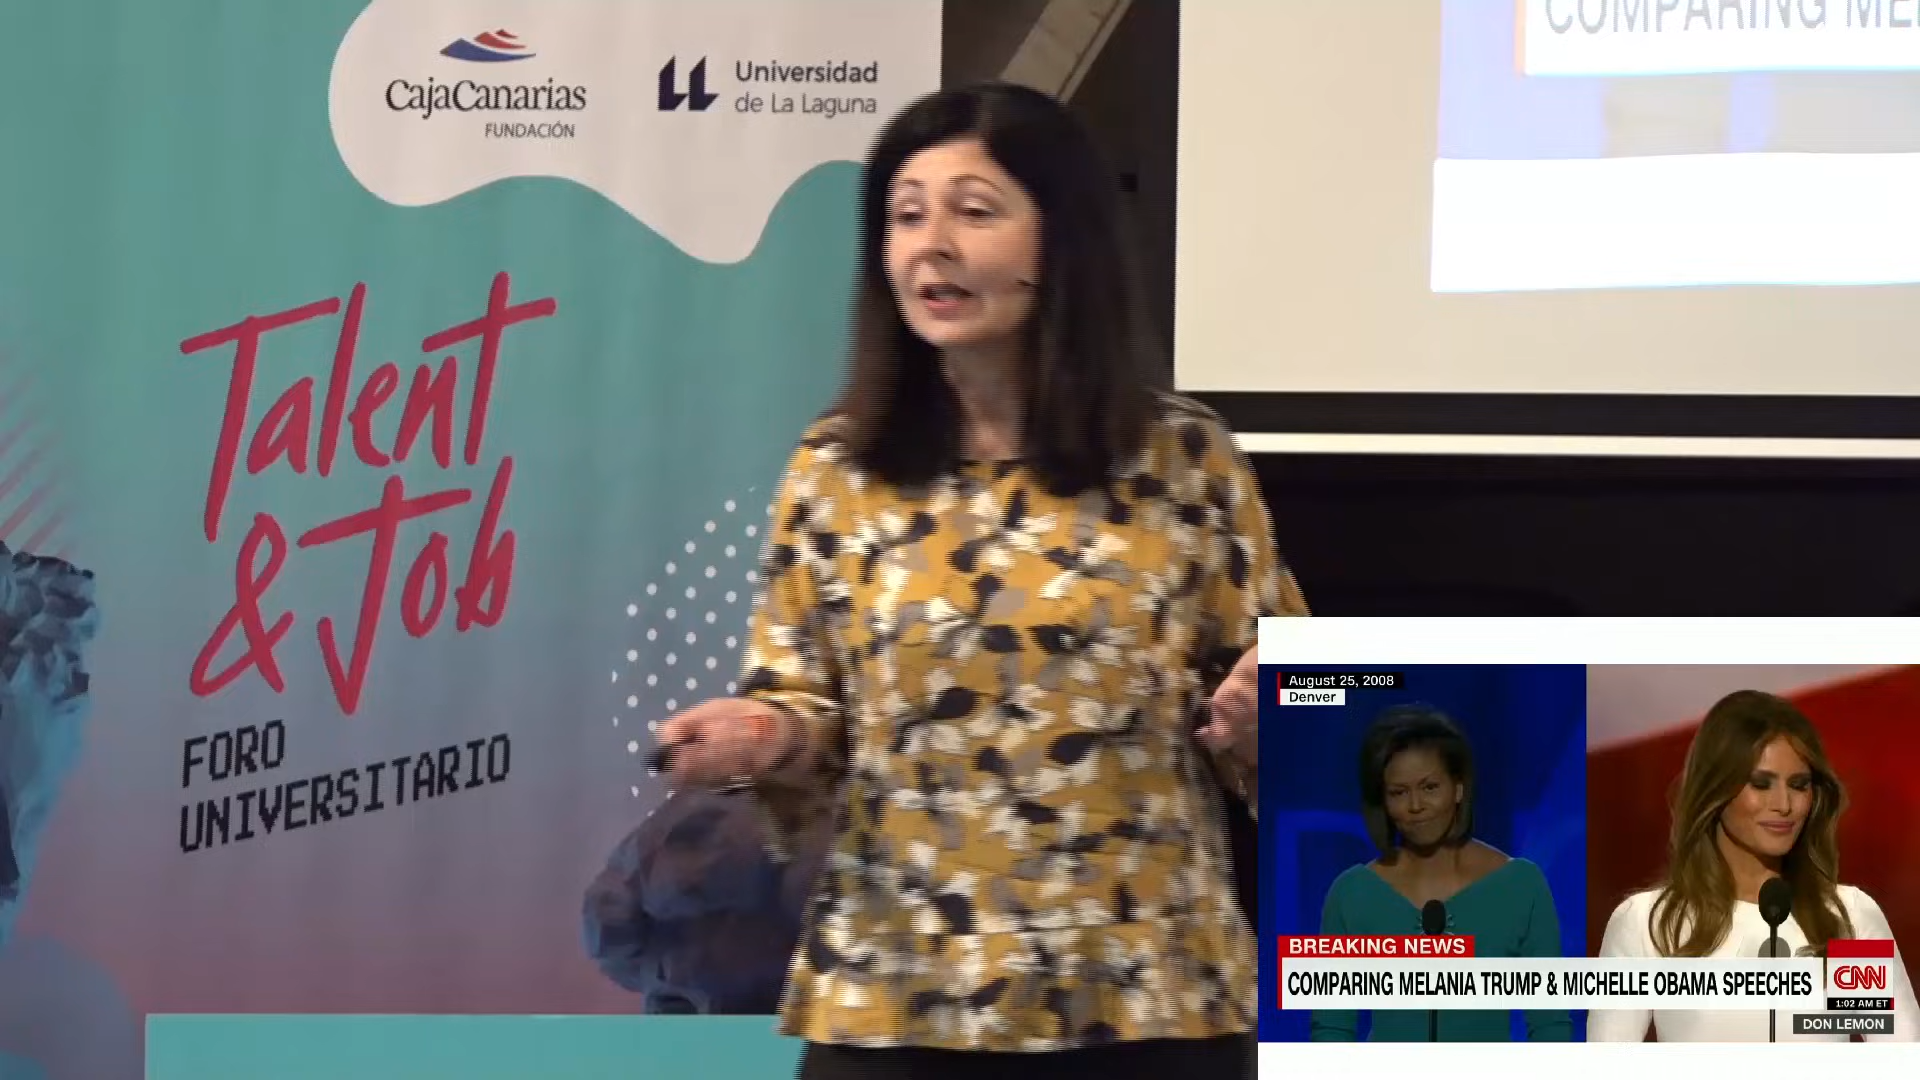 CajaCanarias
FUNDACIÓN
Universidad
de La Laguna
COMPARING
Talent
& Job
FORO
UNIVERSITARIO
August 25, 2008
Denver
BREAKING NEWS
COMPARING MELANIA TRUMP & MICHELLE OBAMA SPEECHES
CNN
1:02 AM ET
DON LEMON